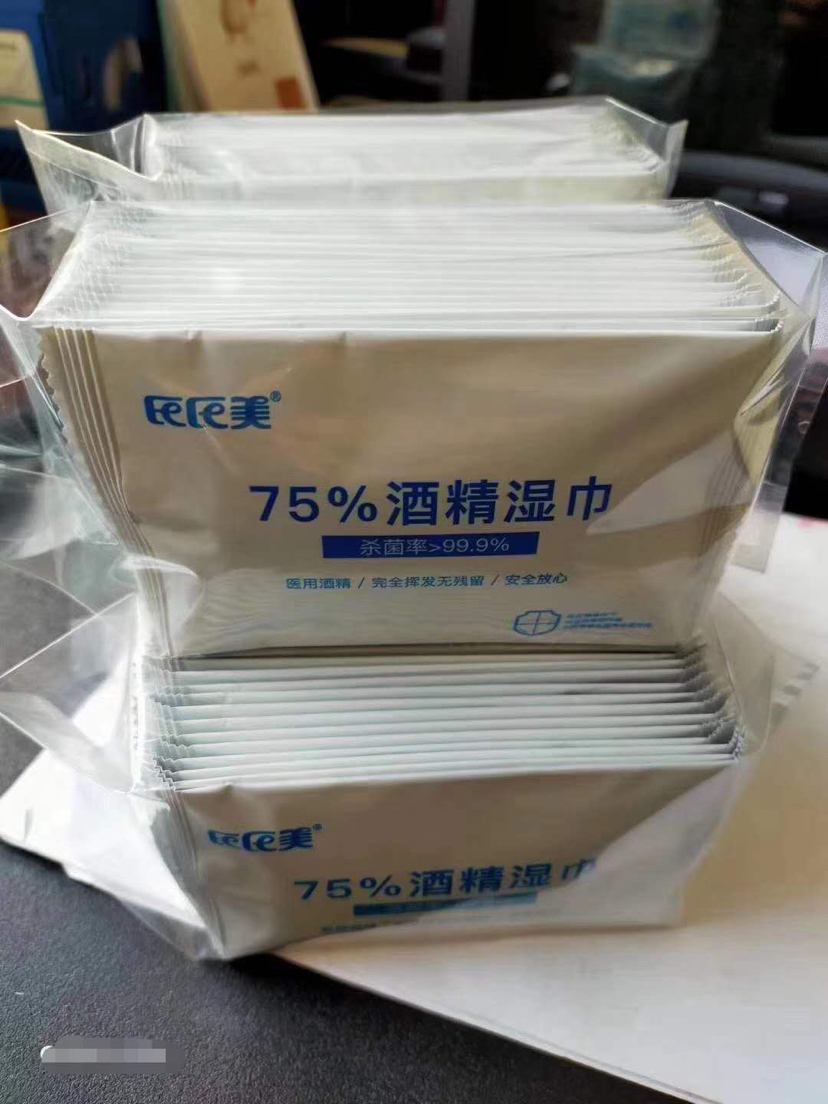 民民美®
75%酒精湿巾
杀菌率>99.9%
医用酒精 / 完全挥发无残留 / 安全放心
民民美®
75%酒精湿巾